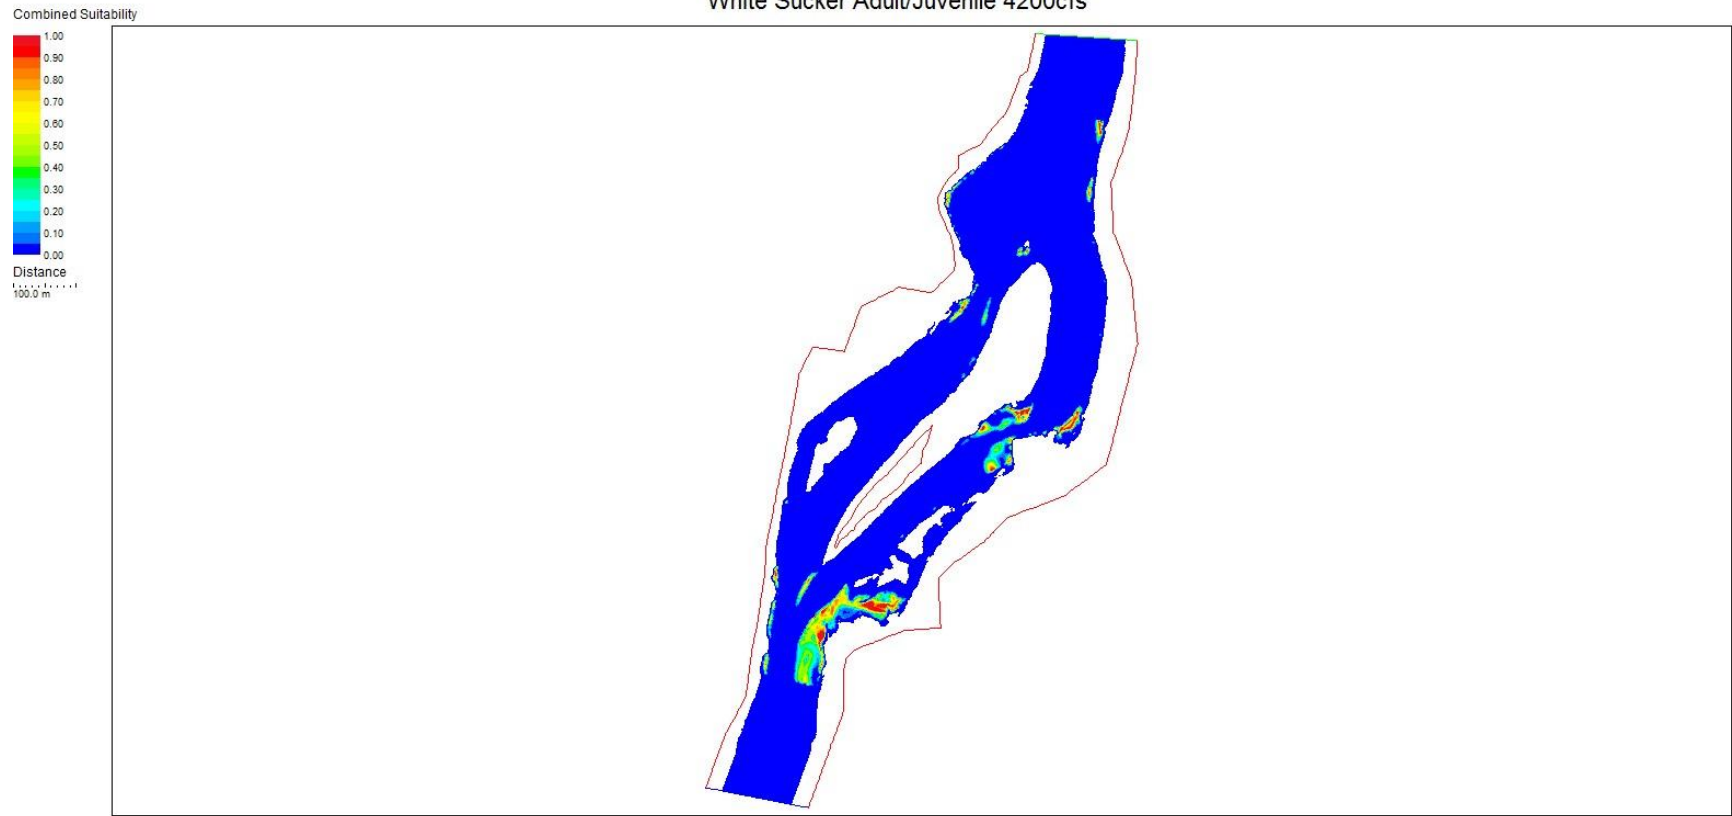 White Sucker Adult/Juvenile 4200cfs
Combined Suitability
1.00
0.90
0.80
0.70
0.60
0.50
0.40
0.30
0.20
0.10
0.00
Distance
100.0 m